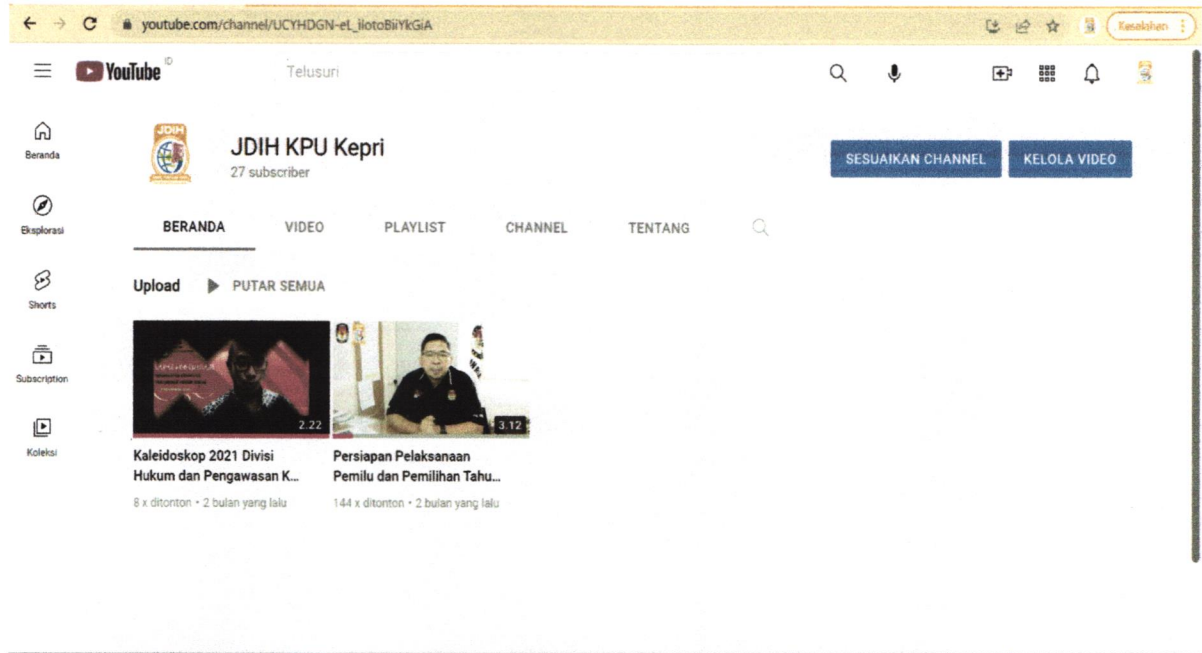 youtube.com/channel/UCYHDGN-eL_ilotoBiiYkGiA
Kesalahan
YouTube ID
Telusuri
Beranda
Eksplorasi
Shorts
Subscription
Koleksi
JDIH
JDIH KPU Kepri
27 subscriber
SESUAIKAN CHANNEL
KELOLA VIDEO
BERANDA VIDEO PLAYLIST CHANNEL TENTANG
Upload PUTAR SEMUA
2.22
Kaleidoskop 2021 Divisi
Hukum dan Pengawasan K...
8 x ditonton • 2 bulan yang lalu
3.12
Persiapan Pelaksanaan
Pemilu dan Pemilihan Tahu...
144 x ditonton • 2 bulan yang lalu